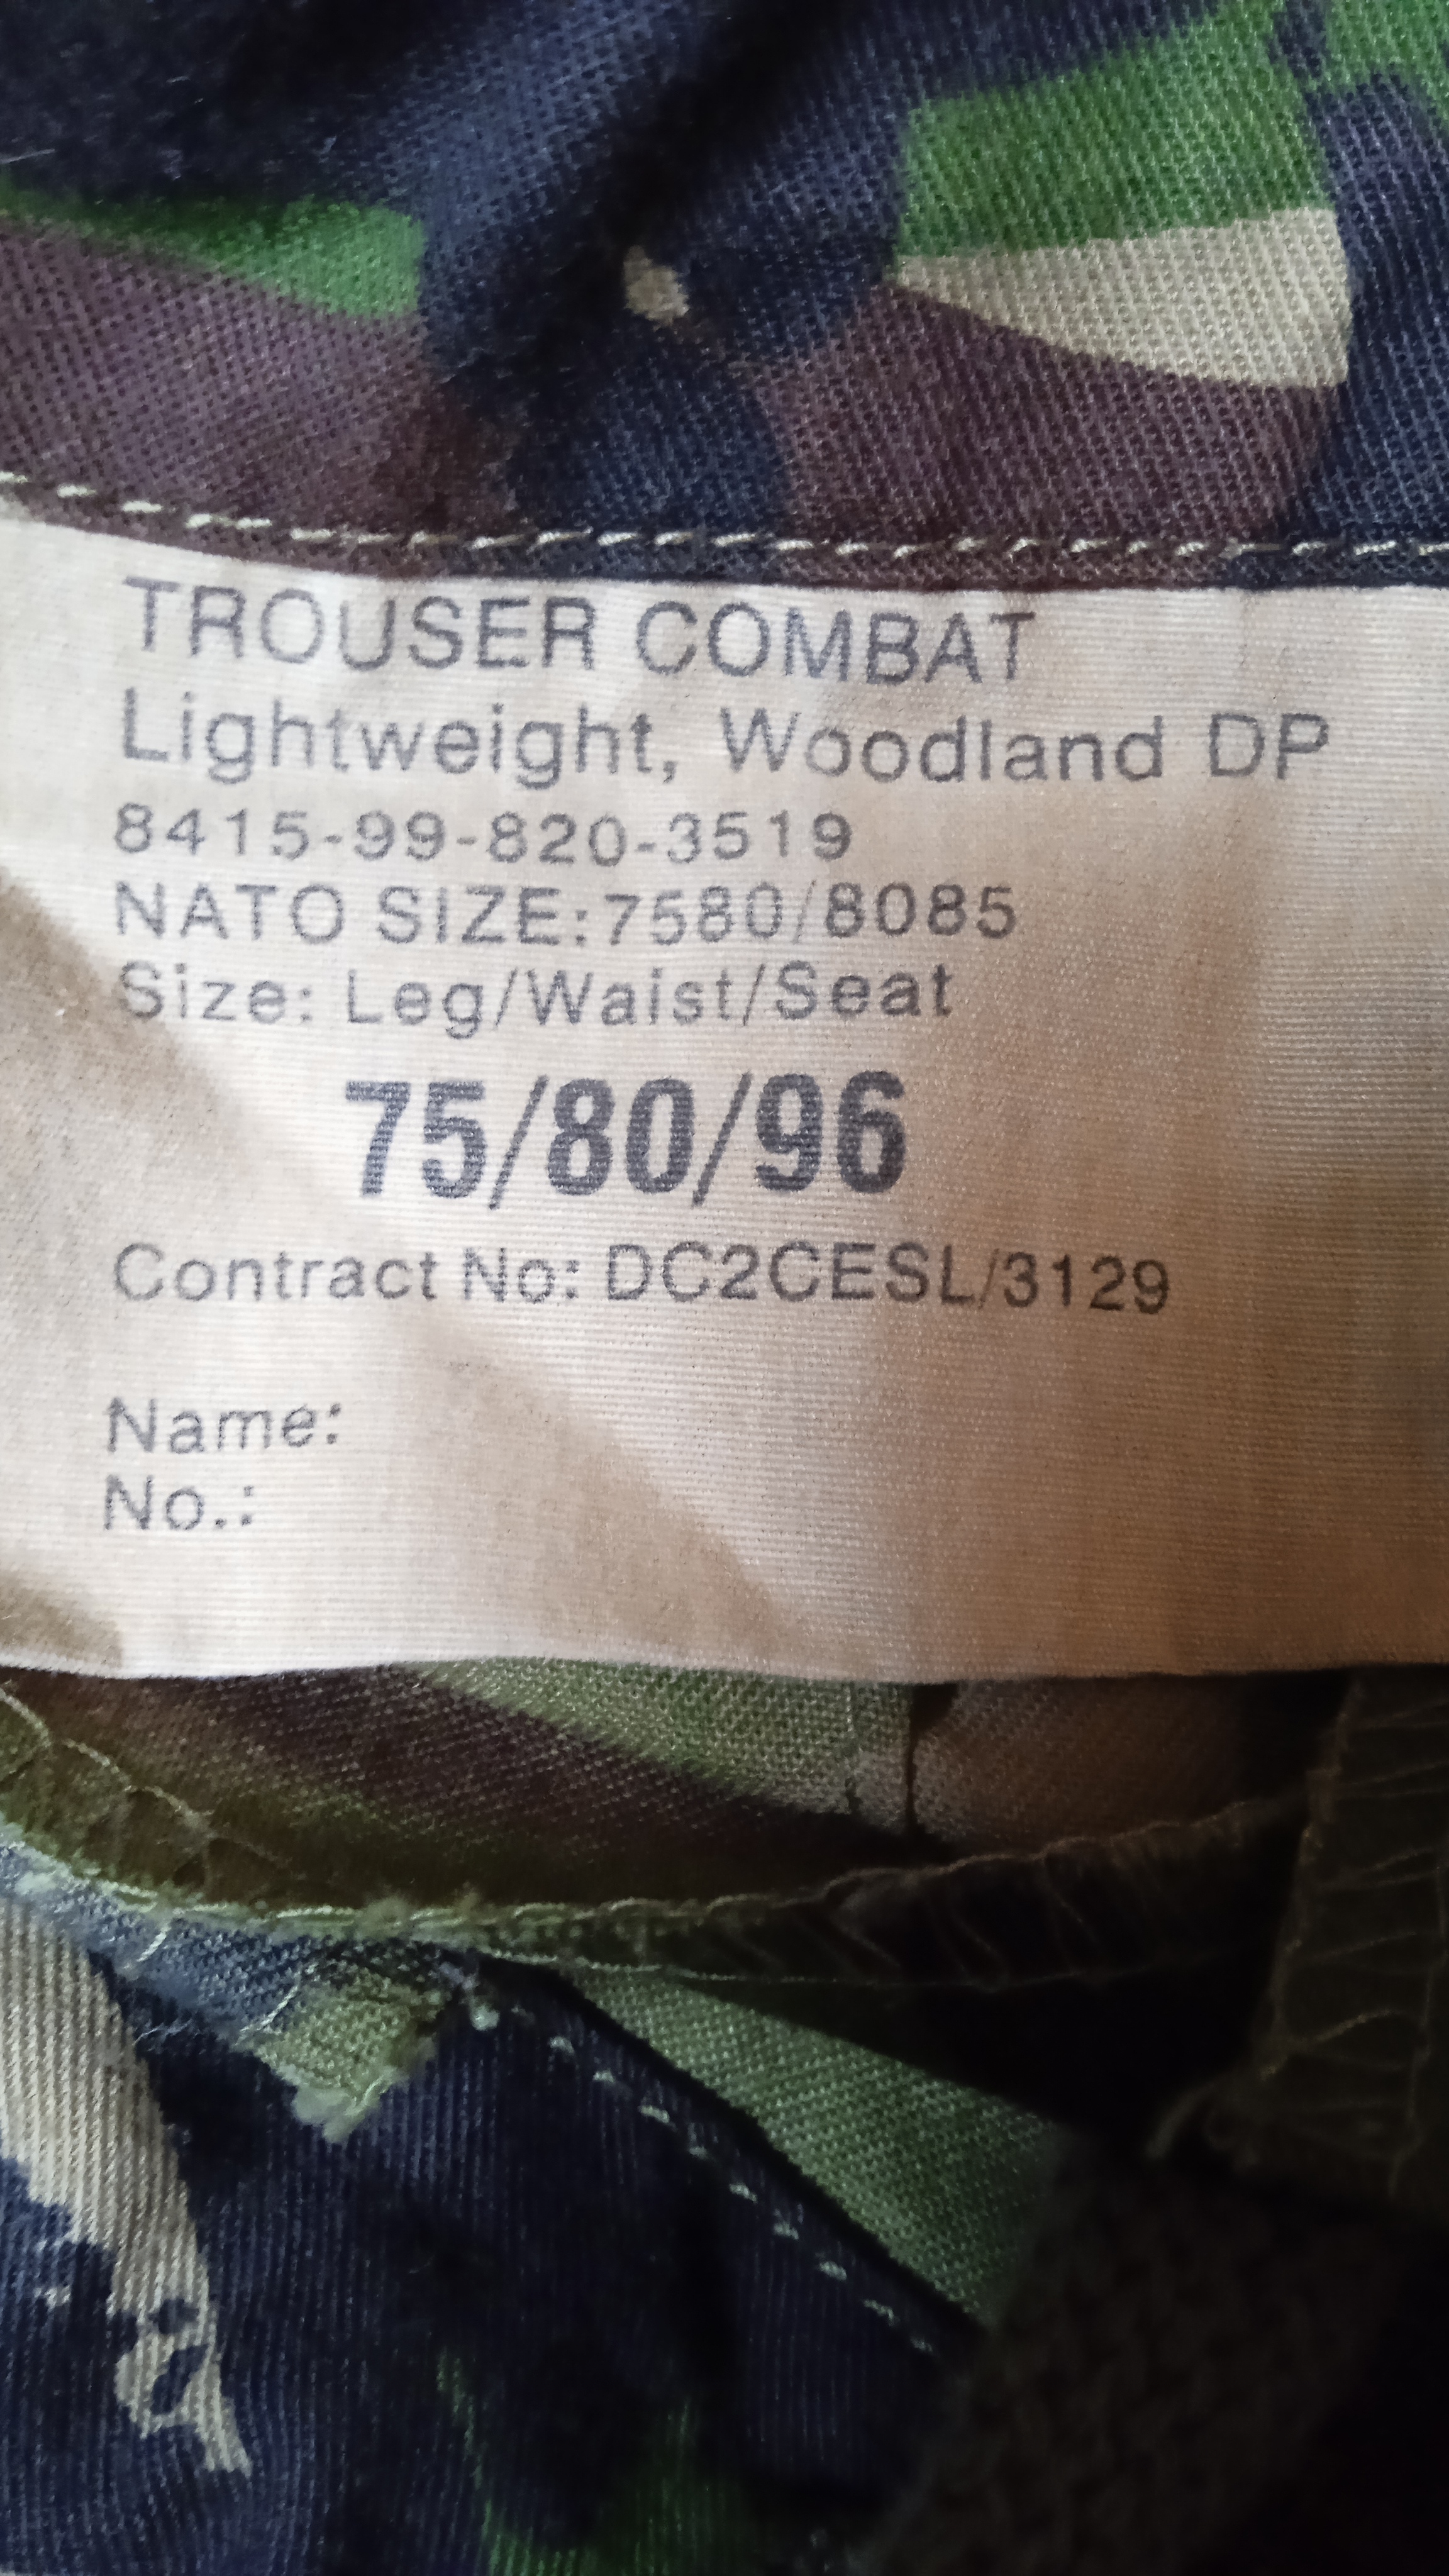 TROUSER COMBAT
Lightweight, Woodland DP
8415-99-820-3519
NATO SIZE:7580/8085
Size: Leg/Waist/Seat
75/80/96
Contract No: DC2CESL/3129
Name:
No.: